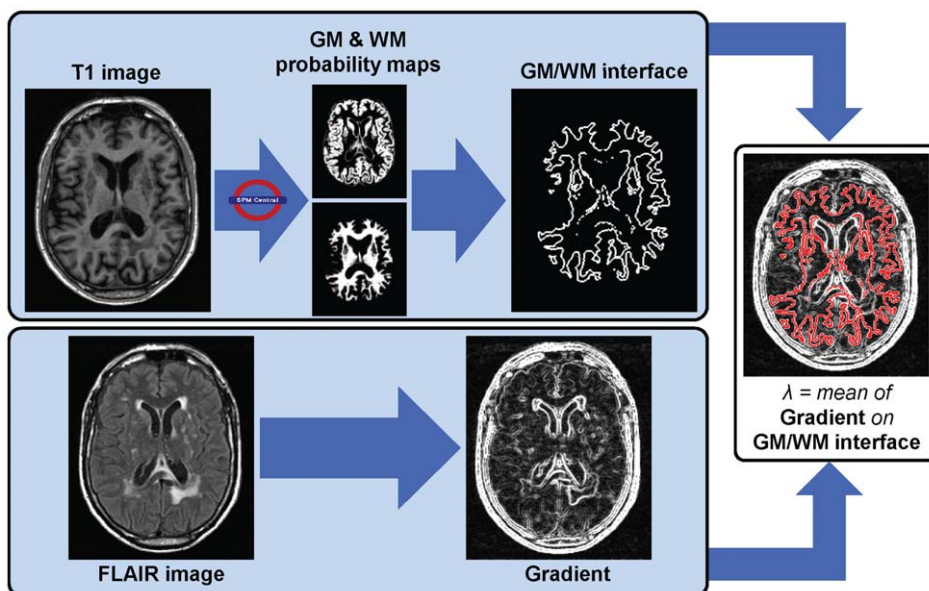 T1 image
GM & WM
probability maps
GM/WM interface
SPM Central
λ = mean of
Gradient on
GM/WM interface
FLAIR image
Gradient